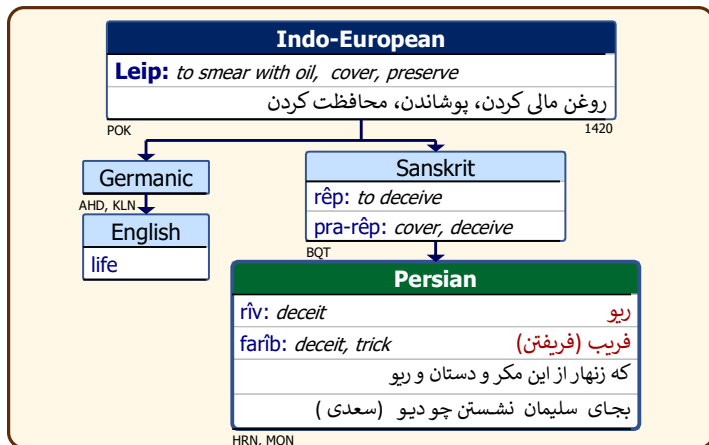 Indo-European
Leip: to smear with oil, cover, preserve
روغن مالی کردن، پوشاندن، محافظت کردن
POK 1420
Germanic
AHD, KLN
English
life
Sanskrit
rêp: to deceive
pra-rêp: cover, deceive
BQT
Persian
rîv: deceit ریو
farîb: deceit, trick فریب (فریفتن)
که زنهار از این مکر و دستان و ریو
بجای سلیمان نشستن چو دیو (سعدی)
HRN, MON